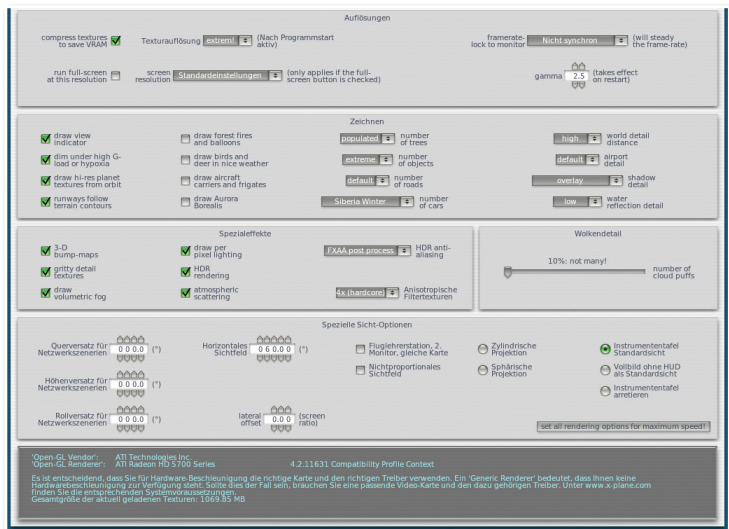 Auflösungen
compress textures
to save VRAM
Texturauflösung extrem!
(Nach Programmstart
aktiv)
framerate-
lock to monitor
Nicht synchron
(will steady
the frame-rate)
run full-screen
at this resolution
screen
resolution
Standardeinstellungen
(only applies if the full-
screen button is checked)
gamma 2.5
(takes effect
on restart)
Zeichnen
draw view
indicator
draw forest fires
and balloons
populated
number
of trees
high
world detail
distance
dim under high G-
load or hypoxia
draw birds and
deer in nice weather
extreme
number
of objects
default
airport
detail
draw hi-res planet
textures from orbit
draw aircraft
carriers and frigates
default
number
of roads
overlay
shadow
detail
runways follow
terrain contours
draw Aurora
Borealis
Siberia Winter
number
of cars
low
water
reflection detail
Spezialeffekte
3-D
bump-maps
draw per
pixel lighting
FXAA post process
HDR anti-
aliasing
gritty detail
textures
HDR
rendering
draw
volumetric fog
atmospheric
scattering
4x (hardcore)
Anisotropische
Filtertexturen
Wolkendetail
10%: not many!
number of
cloud puffs
Spezielle Sicht-Optionen
Querversatz für
Netzwerkszenerien
0 0 0.0 (°)
Horizontales
Sichtfeld
0 6 0.0 (°)
Fluglehrerstation, 2.
Monitor, gleiche Karte
Zylindrische
Projektion
Instrumententafel
Standardsicht
Nichtproportionales
Sichtfeld
Sphärische
Projektion
Vollbild ohne HUD
als Standardsicht
Höhenversatz für
Netzwerkszenerien
0 0 0.0 (°)
Instrumententafel
arretieren
Rollversatz für
Netzwerkszenerien
0 0 0.0 (°)
lateral
offset
0.0 0
(screen
ratio)
set all rendering options for maximum speed!
'Open-GL Vendor': ATI Technologies Inc.
'Open-GL Renderer': ATI Radeon HD 5700 Series 4.2.11631 Compatibility Profile Context
Es ist entscheidend, dass Sie für Hardware-Beschleunigung die richtige Karte und den richtigen Treiber verwenden. Ein 'Generic Renderer' bedeutet, dass Ihnen keine
Hardwarebeschleunigung zur Verfügung steht. Sollte dies der Fall sein, brauchen Sie eine passende Video-Karte und den dazu gehörigen Treiber. Unter www.x-plane.com
finden Sie die entsprechenden Systemvoraussetzungen.
Gesamtgröße der aktuell geladenen Texturen: 1069.85 MB